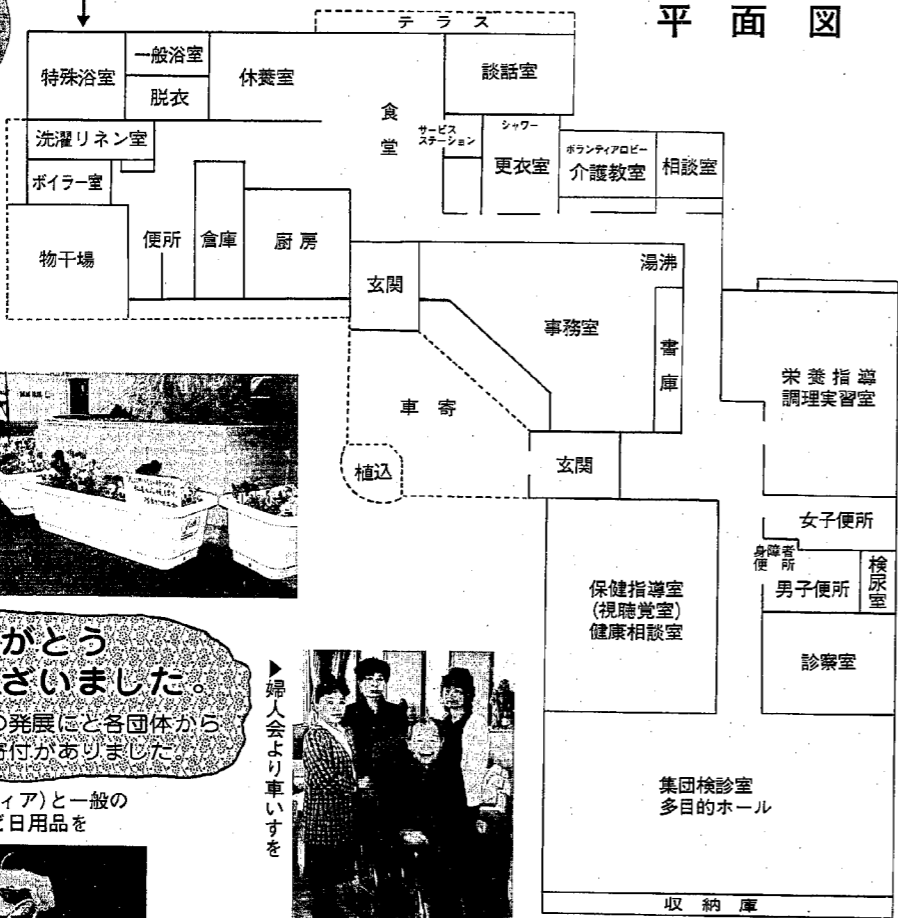 平面図
テラス
特殊浴室
一般浴室
脱衣
休養室
食堂
談話室
サービス
ステーション
シャワー
更衣室
ボランティアロビー
介護教室
相談室
洗濯リネン室
ボイラー室
物干場
便所
倉庫
厨房
玄関
湯沸
事務室
書庫
車寄
植込
玄関
栄養指導
調理実習室
女子便所
身障者
便所
男子便所
検尿室
保健指導室
(視聴覚室)
健康相談室
診察室
集団検診室
多目的ホール
収納庫
がとう
ざいました。
発展にと各団体から
寄付がありました。
ィア)と一般の
日用品を
▶婦人会より車いすを